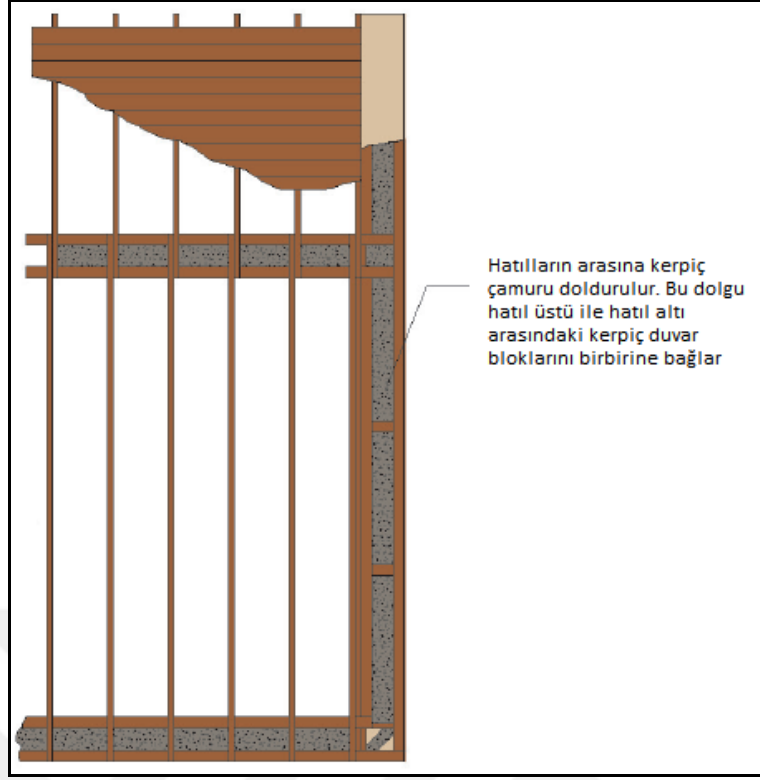 Hatılların arasına kerpiç
çamuru doldurulur. Bu dolgu
hatıl üstü ile hatıl altı
arasındaki kerpiç duvar
bloklarını birbirine bağlar